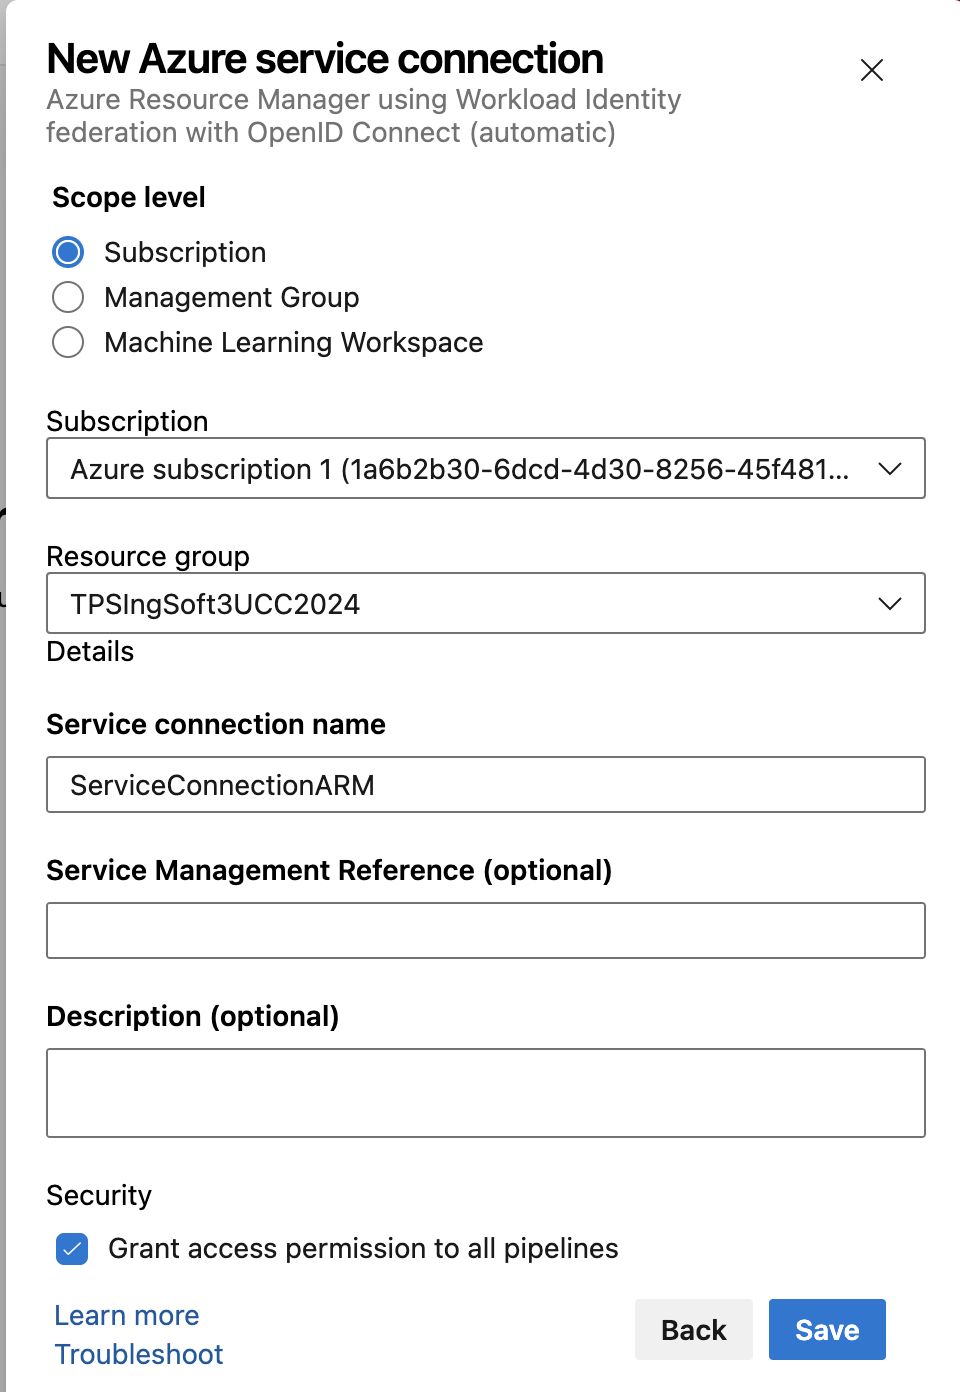 New Azure service connection
Azure Resource Manager using Workload Identity
federation with OpenID Connect (automatic)
Scope level
Subscription
Management Group
Machine Learning Workspace
Subscription
Azure subscription 1 (1a6b2b30-6dcd-4d30-8256-45f481...
Resource group
TPSIngSoft3UCC2024
Details
Service connection name
ServiceConnectionARM
Service Management Reference (optional)
Description (optional)
Security
Grant access permission to all pipelines
Learn more
Troubleshoot
Back
Save